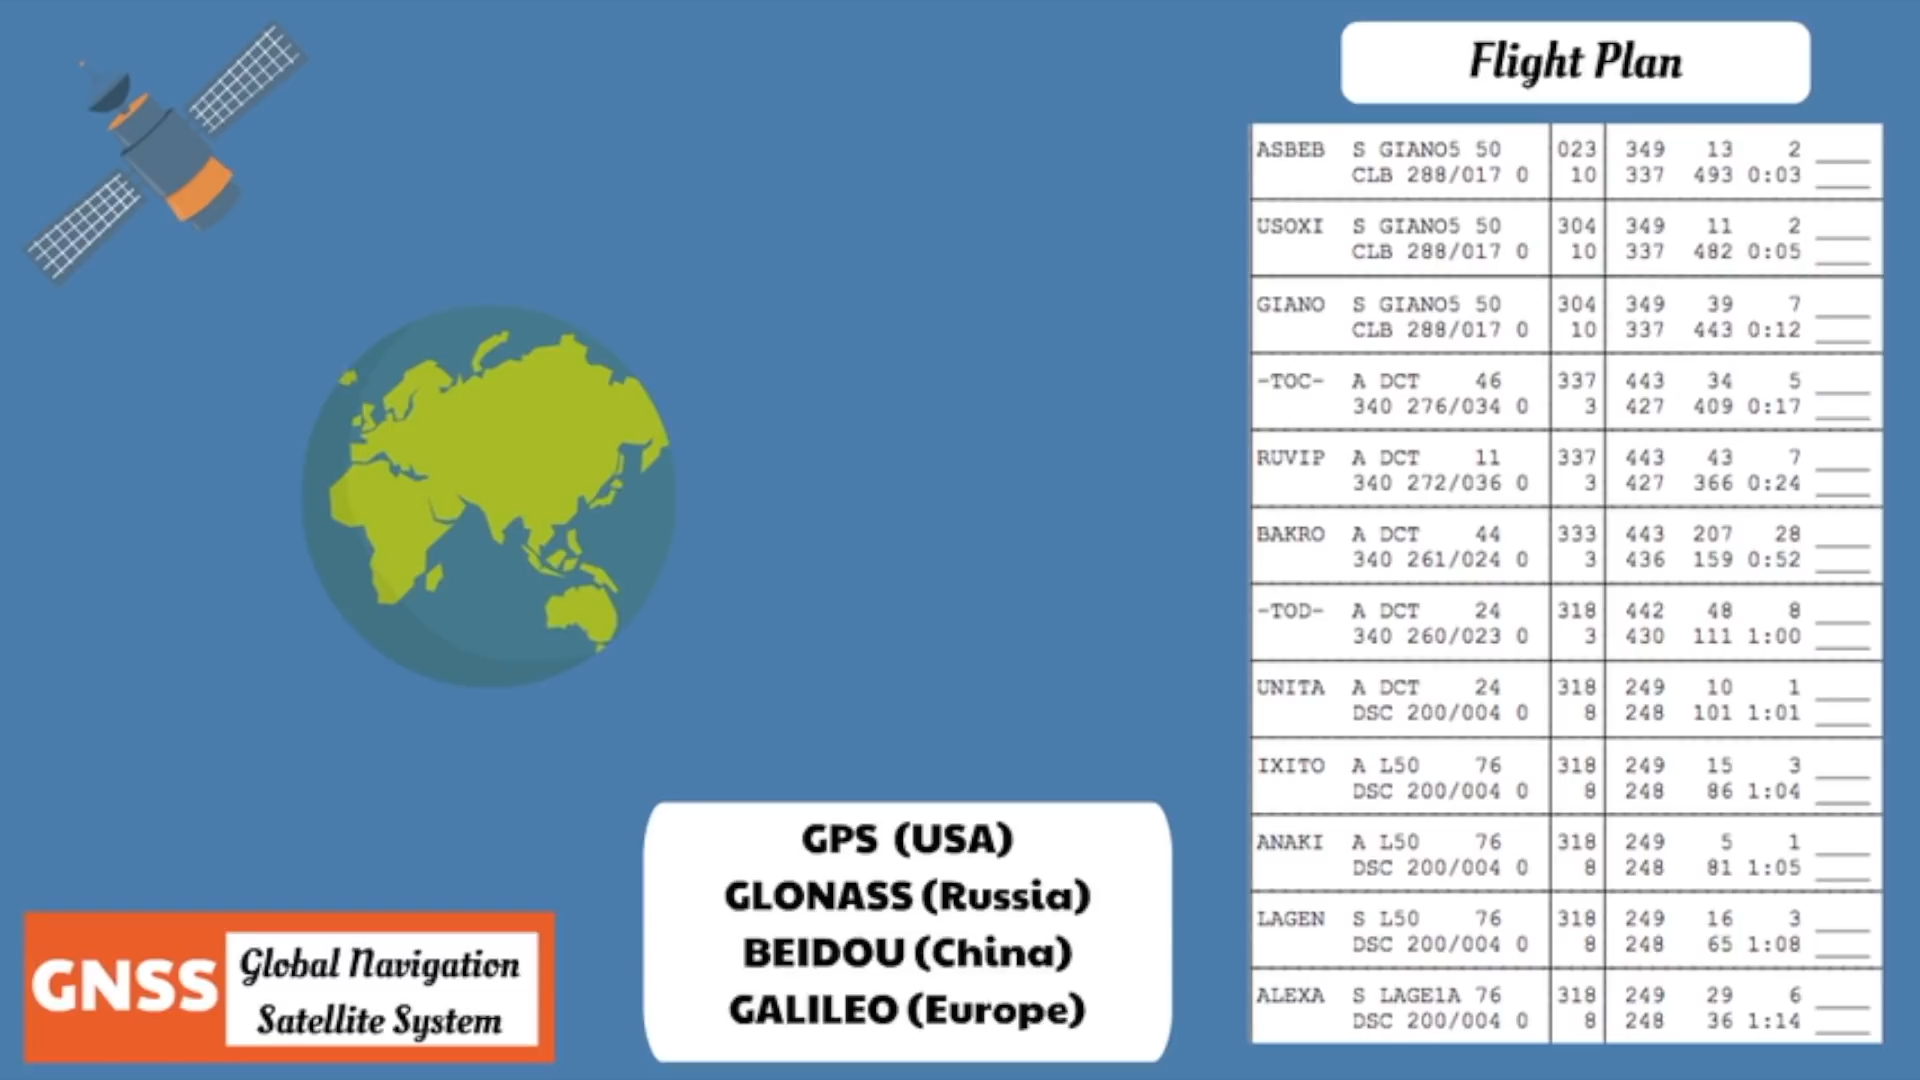 Flight Plan
ASBEB S GIANO5 50 023 349 13 2
CLB 288/017 0 10 337 493 0:03
USOXI S GIANO5 50 304 349 11 2
CLB 288/017 0 10 337 482 0:05
GIANO S GIANO5 50 304 349 39 7
CLB 288/017 0 10 337 443 0:12
-TOC- A DCT 46 337 443 34 5
340 276/034 0 3 427 409 0:17
RUVIP A DCT 11 337 443 43 7
340 272/036 0 3 427 366 0:24
BAKRO A DCT 44 333 443 207 28
340 261/024 0 3 436 159 0:52
-TOD- A DCT 24 318 442 48 8
340 260/023 0 3 430 111 1:00
UNITA A DCT 24 318 249 10 1
DSC 200/004 0 8 248 101 1:01
IXITO A L50 76 318 249 15 3
DSC 200/004 0 8 248 86 1:04
ANAKI A L50 76 318 249 5 1
DSC 200/004 0 8 248 81 1:05
LAGEN S L50 76 318 249 16 3
DSC 200/004 0 8 248 65 1:08
ALEXA S LAGE1A 76 318 249 29 6
DSC 200/004 0 8 248 36 1:14
GPS (USA)
GLONASS (Russia)
BEIDOU (China)
GALILEO (Europe)
GNSS
Global Navigation
Satellite System